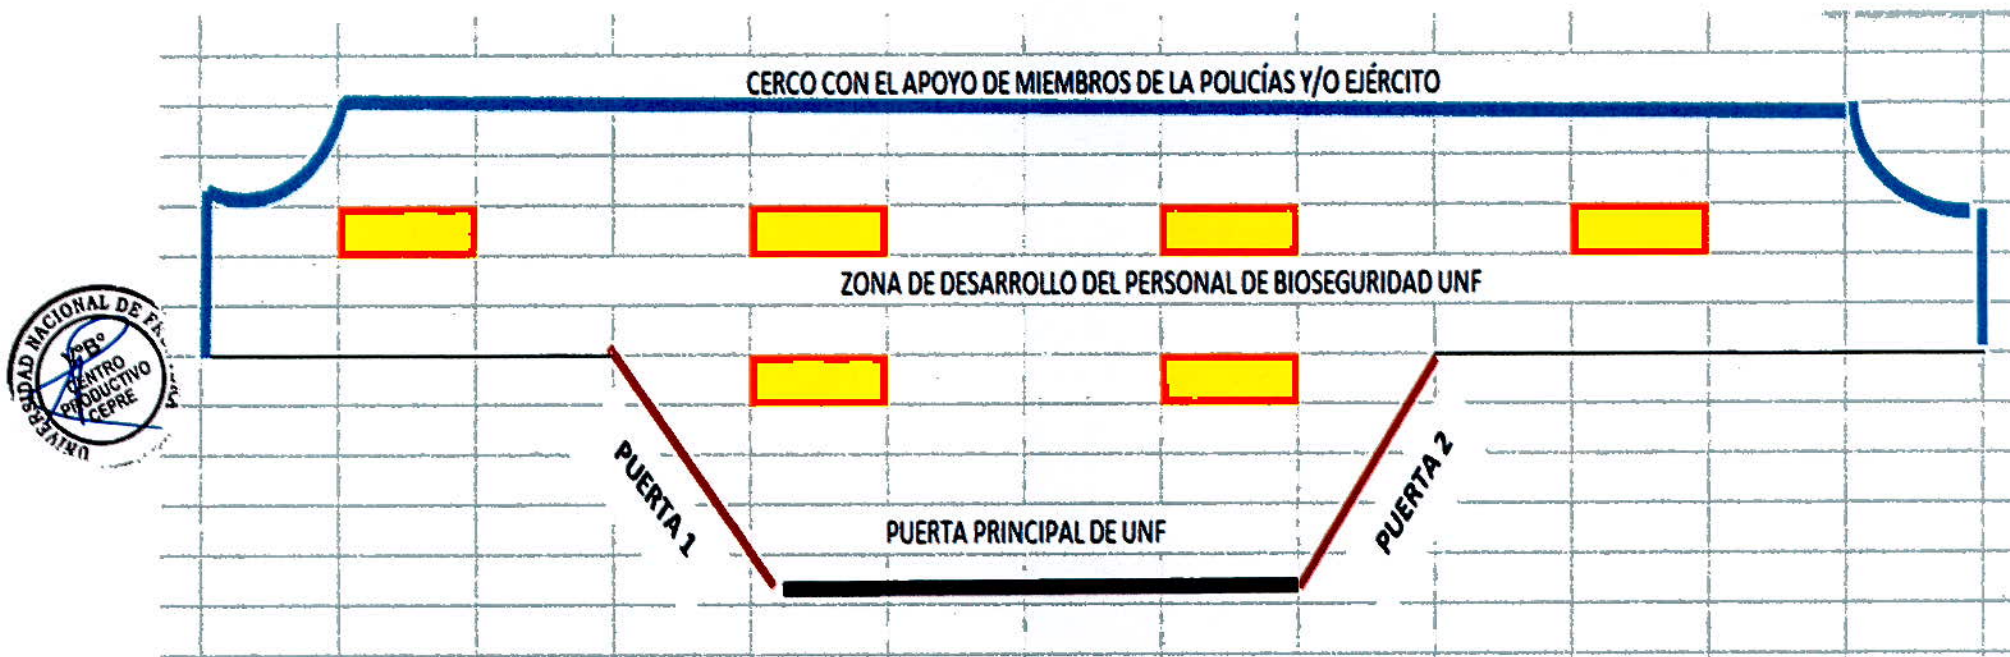 CERCO CON EL APOYO DE MIEMBROS DE LA POLICÍAS Y/O EJÉRCITO
ZONA DE DESARROLLO DEL PERSONAL DE BIOSEGURIDAD UNF
UNIVERSIDAD NACIONAL DE
V°B°
CENTRO
PRODUCTIVO
CEPRE
PUERTA 1
PUERTA 2
PUERTA PRINCIPAL DE UNF